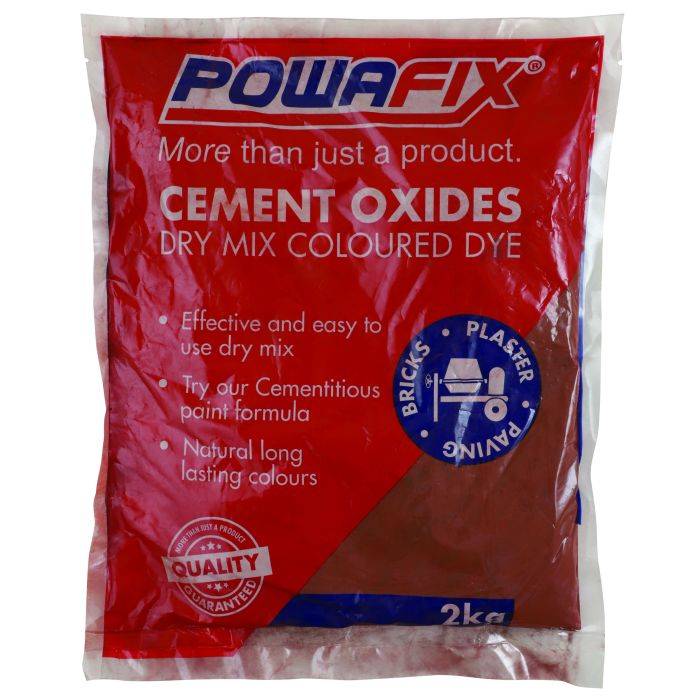 POWAFIX®
More than just a product.
CEMENT OXIDES
DRY MIX COLOURED DYE
• Effective and easy to
use dry mix
• Try our Cementitious
paint formula
• Natural long
lasting colours
BRICKS • PLASTER • PAVING •
MORE THAN JUST A PRODUCT
QUALITY
GUARANTEED
2kg